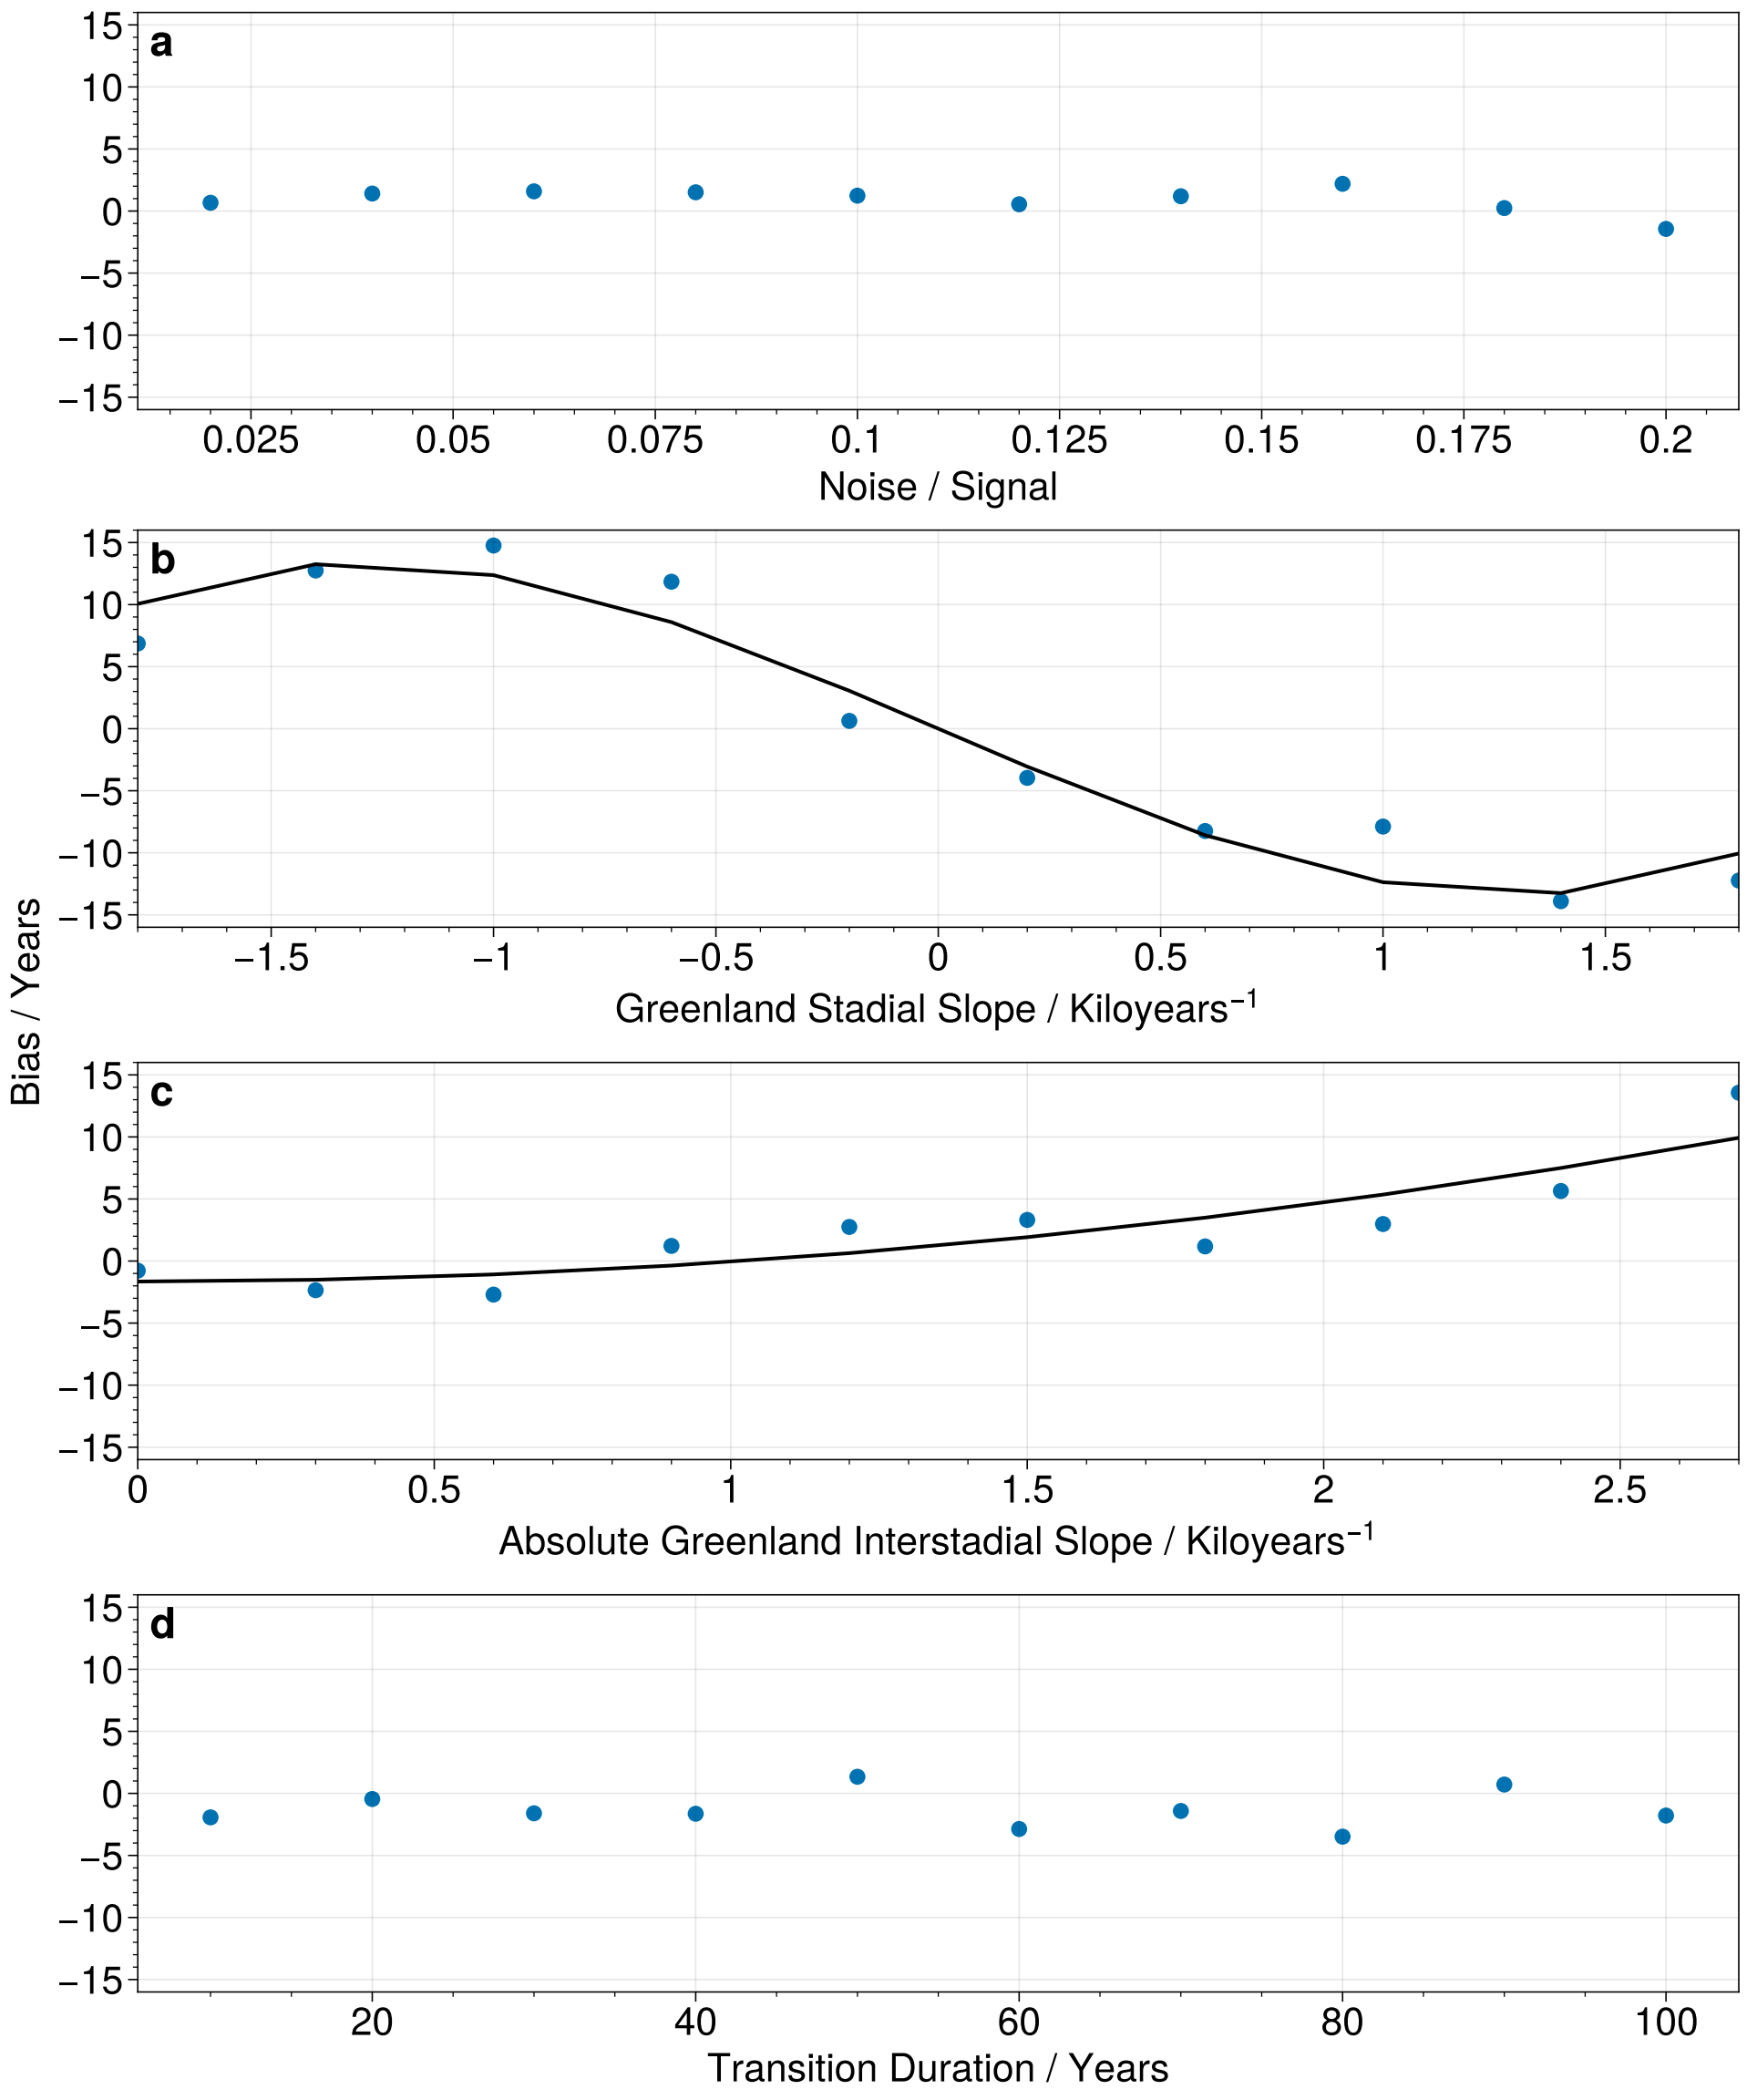 a
15
10
5
0
−5
−10
−15
0.025 0.05 0.075 0.1 0.125 0.15 0.175 0.2
Noise / Signal
b
15
10
5
0
−5
−10
−15
−1.5 −1 −0.5 0 0.5 1 1.5
Greenland Stadial Slope / Kiloyears⁻¹
Bias / Years
c
15
10
5
0
−5
−10
−15
0 0.5 1 1.5 2 2.5
Absolute Greenland Interstadial Slope / Kiloyears⁻¹
d
15
10
5
0
−5
−10
−15
20 40 60 80 100
Transition Duration / Years